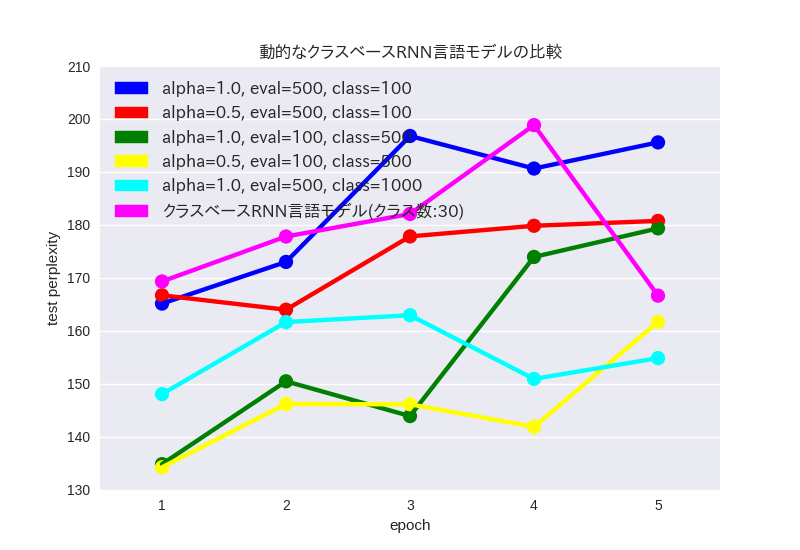 動的なクラスベースRNN言語モデルの比較
210
200
190
180
170
160
150
140
130
test perplexity
alpha=1.0, eval=500, class=100
alpha=0.5, eval=500, class=100
alpha=1.0, eval=100, class=500
alpha=0.5, eval=100, class=500
alpha=1.0, eval=500, class=1000
クラスベースRNN言語モデル(クラス数:30)
1 2 3 4 5
epoch